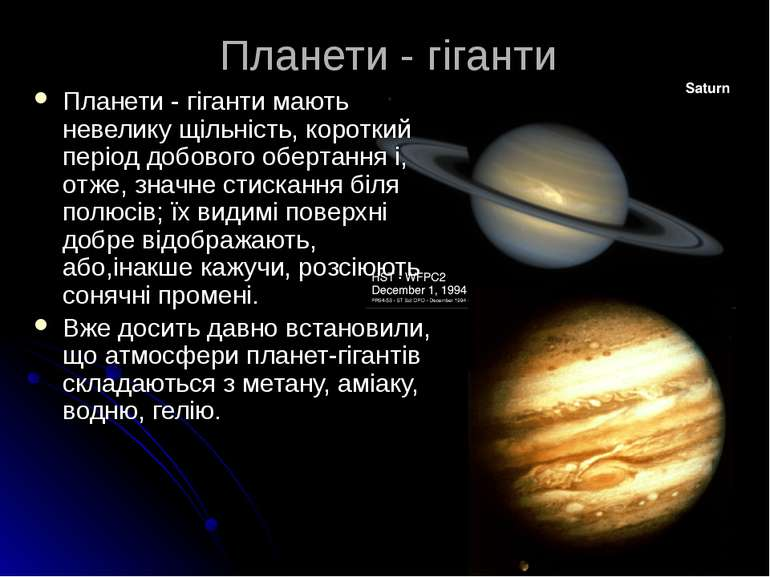 Планети - гіганти
Saturn
Планети - гіганти мають
невелику щільність, короткий
період добового обертання і,
отже, значне стискання біля
полюсів; їх видимі поверхні
добре відображають,
або,інакше кажучи, розсіюють
сонячні промені.
HST · WFPC2
December 1, 1994
Вже досить давно встановили,
що атмосфери планет-гігантів
складаються з метану, аміаку,
водню, гелію.